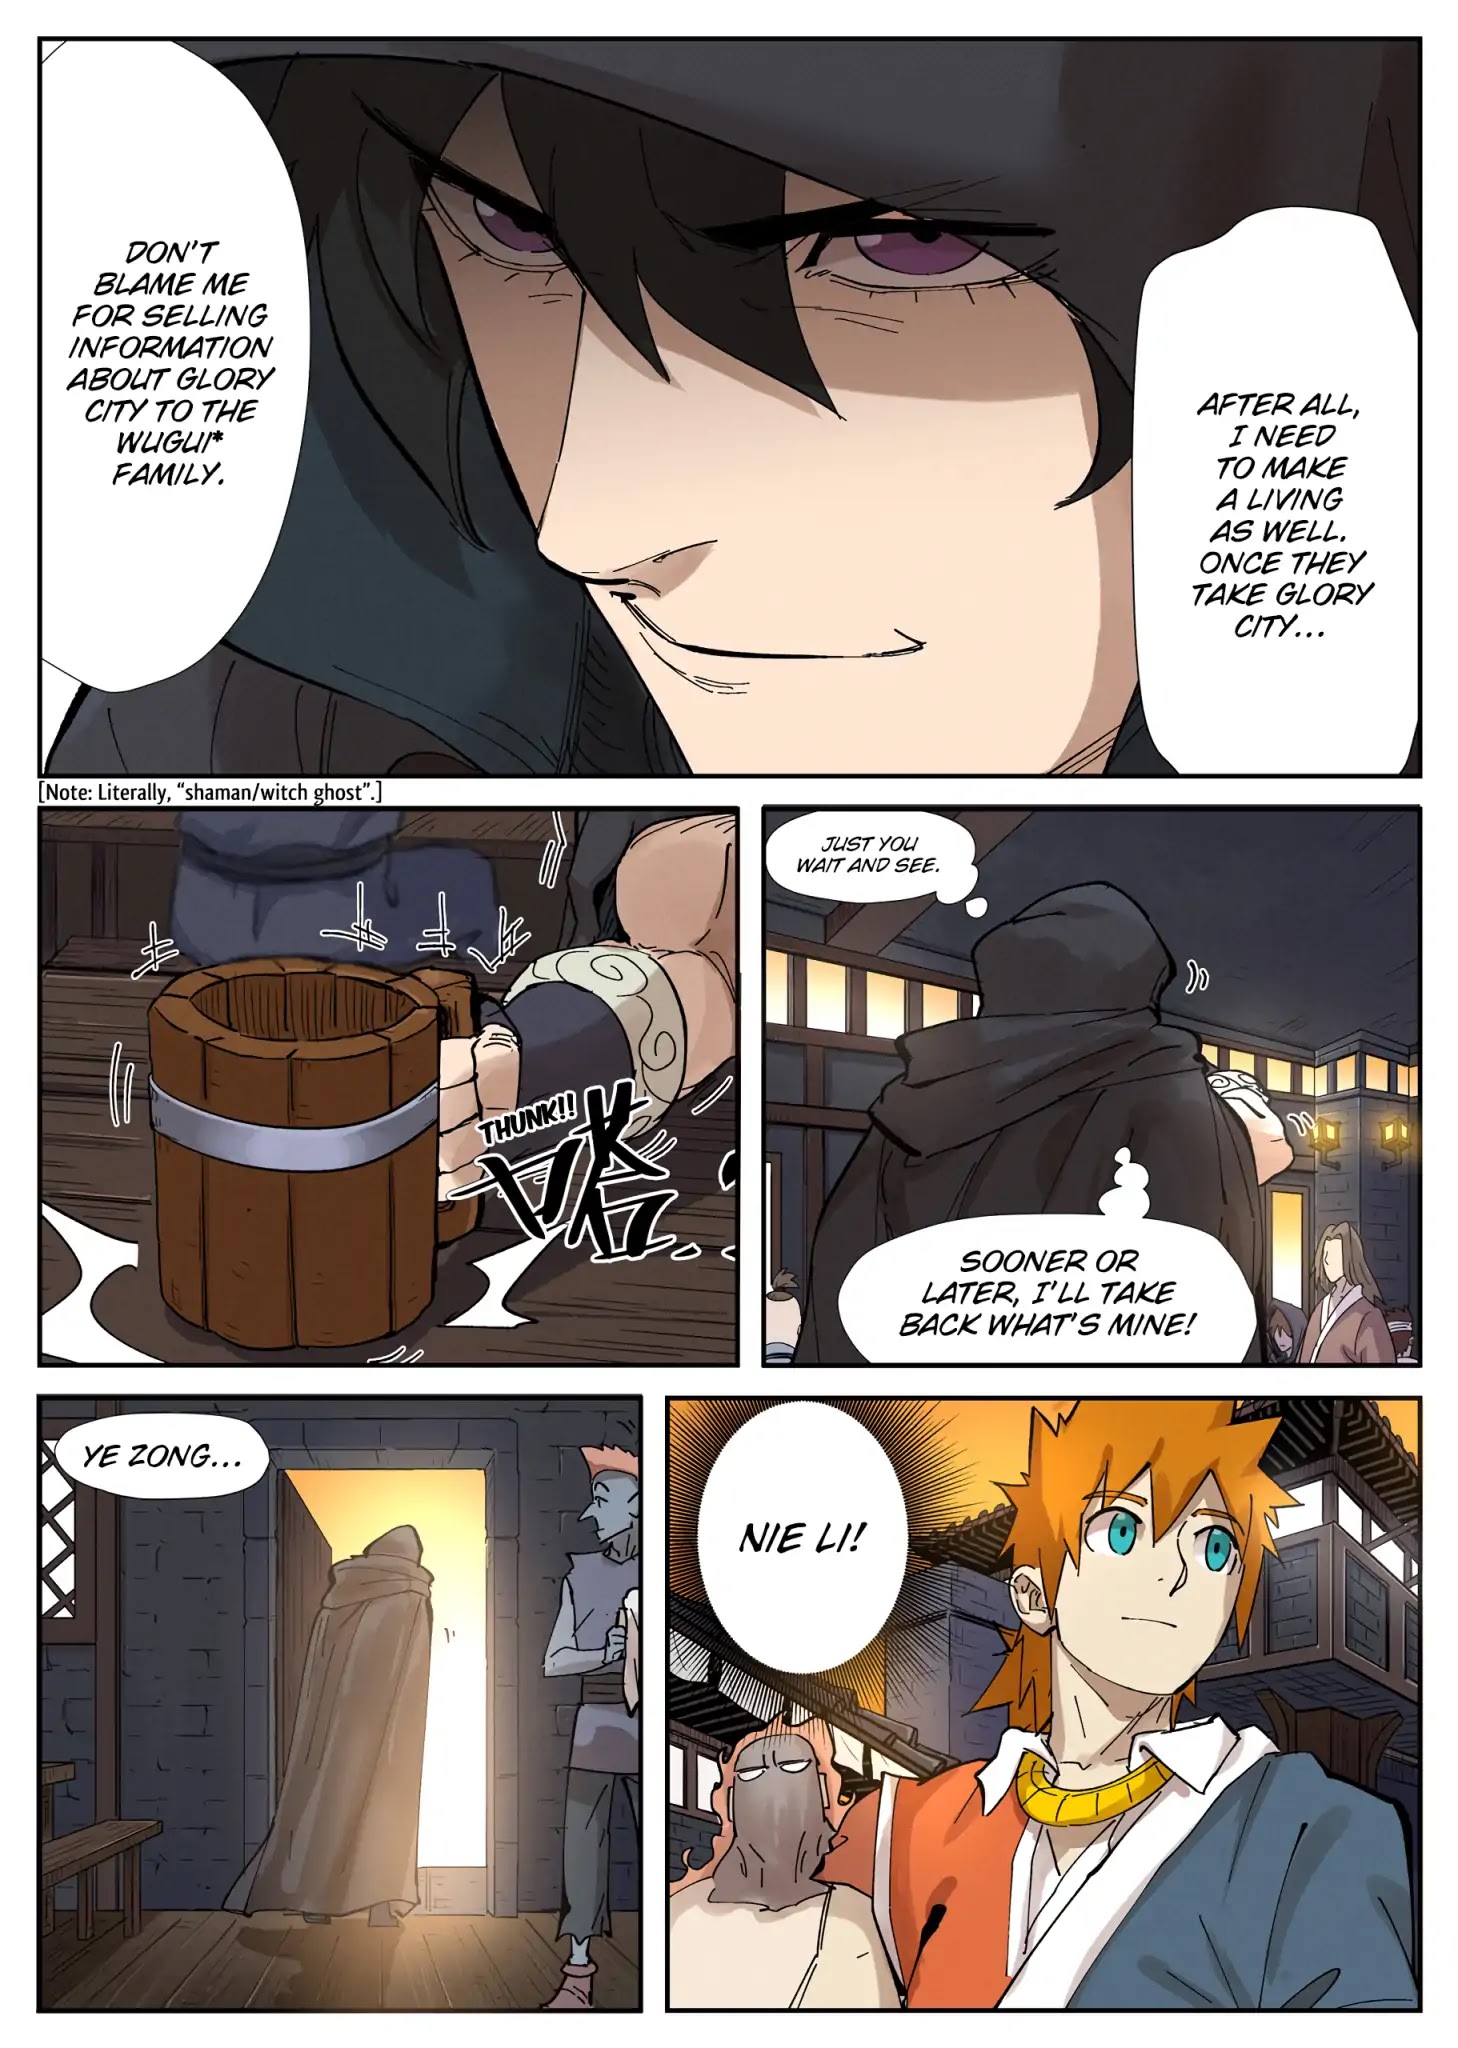 DON'T
BLAME ME
FOR SELLING
INFORMATION
ABOUT GLORY
CITY TO THE
WUGUI*
FAMILY.
AFTER ALL,
I NEED
TO MAKE
A LIVING
AS WELL.
ONCE THEY
TAKE GLORY
CITY...
[Note: Literally, "shaman/witch ghost".]
THUNK!!
咯
JUST YOU
WAIT AND SEE.
SOONER OR
LATER, I'LL TAKE
BACK WHAT'S MINE!
YE ZONG...
NIE LI!